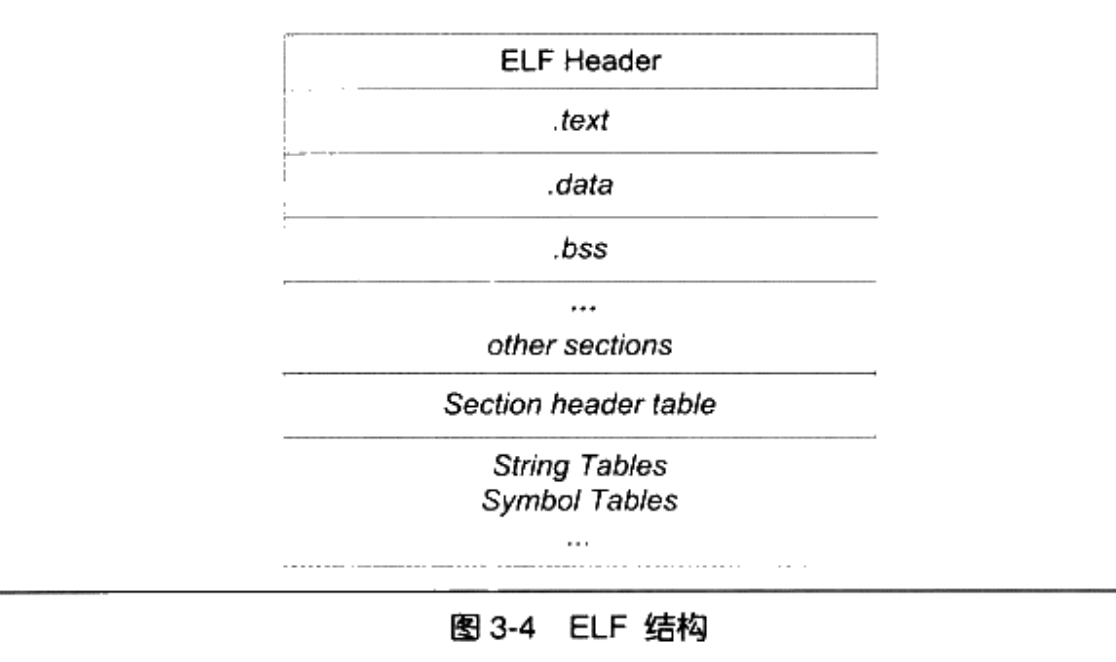 ELF Header
.text
.data
.bss
...
other sections
Section header table
String Tables
Symbol Tables
...
图 3-4 ELF 结构